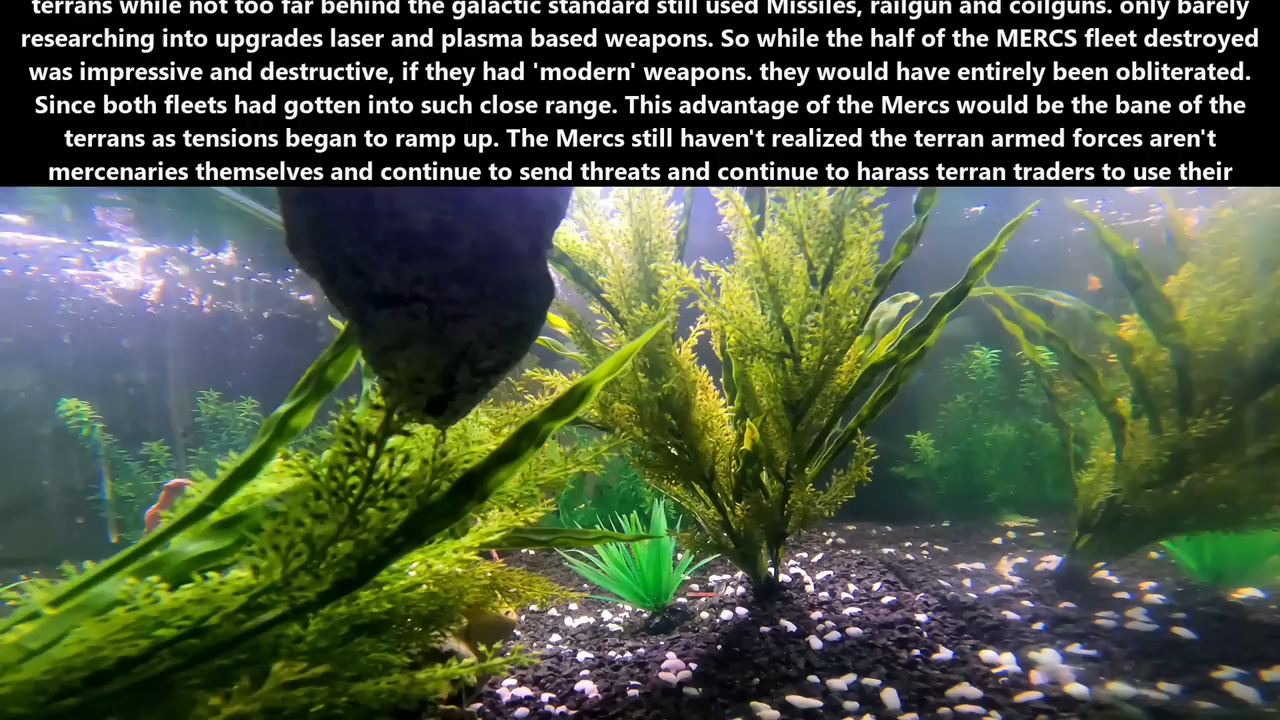 terrans while not too far behind the galactic standard still used Missiles, railgun and coilguns. only barely
researching into upgrades laser and plasma based weapons. So while the half of the MERCS fleet destroyed
was impressive and destructive, if they had 'modern' weapons. they would have entirely been obliterated.
Since both fleets had gotten into such close range. This advantage of the Mercs would be the bane of the
terrans as tensions began to ramp up. The Mercs still haven't realized the terran armed forces aren't
mercenaries themselves and continue to send threats and continue to harass terran traders to use their